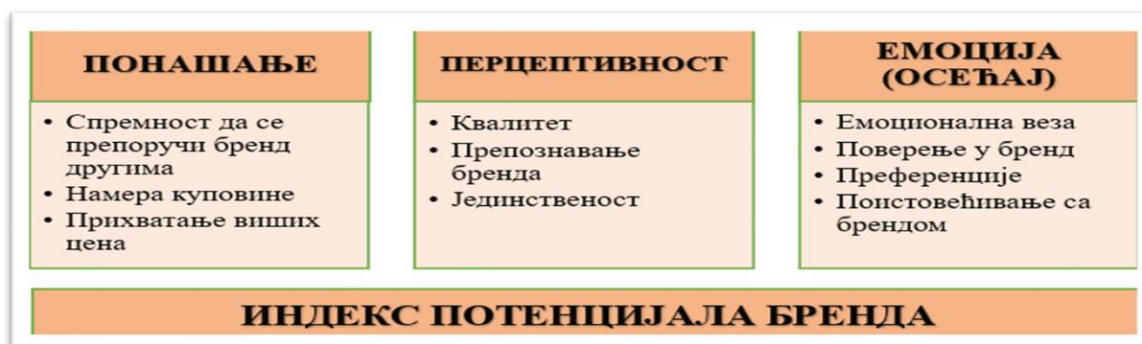 ПОНАШАЊЕ
• Спремност да се
препоручи бренд
другима
• Намера куповине
• Прихватање виших
цена
ПЕРЦЕПТИВНОСТ
• Квалитет
• Препознавање
бренда
• Јединственост
ЕМОЦИЈА
(ОСЕЋАЈ)
• Емоционална веза
• Поверење у бренд
• Преференције
• Поистовећивање са
брендом
ИНДЕКС ПОТЕНЦИЈАЛА БРЕНДА